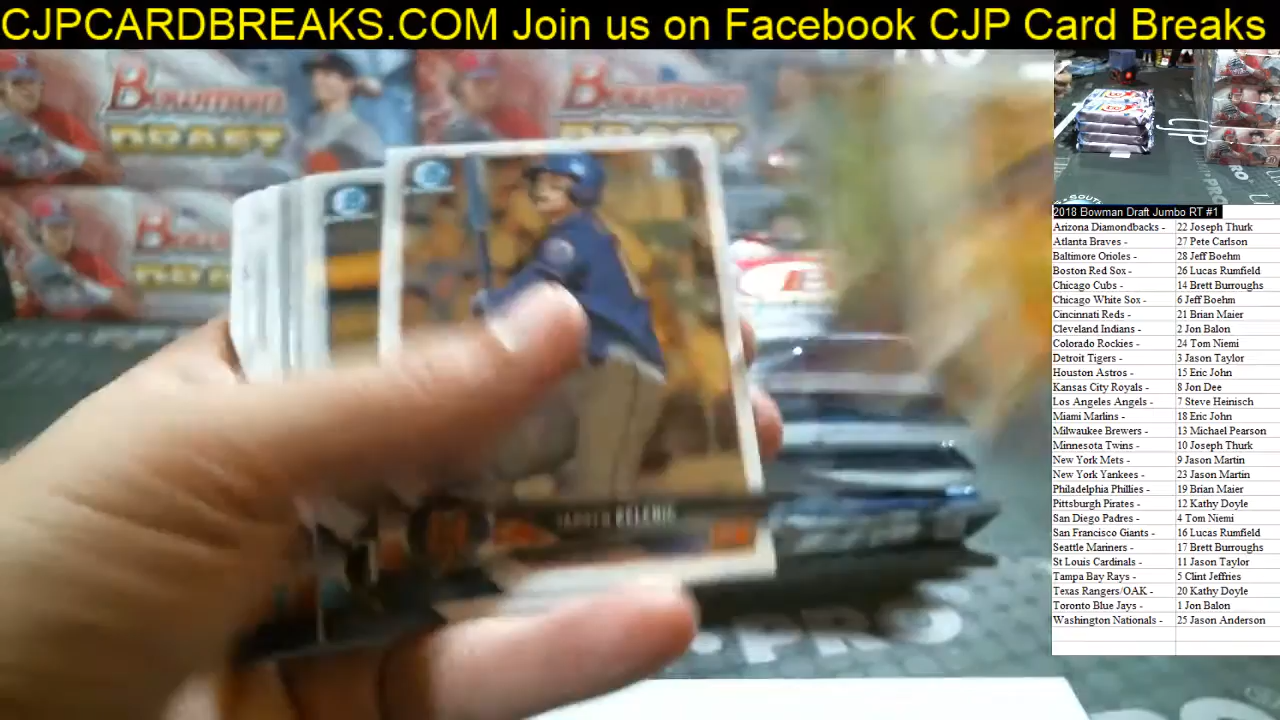 CJPCARDBREAKS.COM Join us on Facebook CJP Card Breaks
Bowman
DRAFT
Bowman
DRAFT
2018 Bowman Draft Jumbo RT #1
Arizona Diamondbacks - 22 Joseph Thurk
Atlanta Braves - 27 Pete Carlson
Baltimore Orioles - 28 Jeff Boehm
Boston Red Sox - 26 Lucas Rumfield
Chicago Cubs - 14 Brett Burroughs
Chicago White Sox - 6 Jeff Boehm
Cincinnati Reds - 21 Brian Maier
Cleveland Indians - 2 Jon Balon
Colorado Rockies - 24 Tom Niemi
Detroit Tigers - 3 Jason Taylor
Houston Astros - 15 Eric John
Kansas City Royals - 8 Jon Dee
Los Angeles Angels - 7 Steve Heinisch
Miami Marlins - 18 Eric John
Milwaukee Brewers - 13 Michael Pearson
Minnesota Twins - 10 Joseph Thurk
New York Mets - 9 Jason Martin
New York Yankees - 23 Jason Martin
Philadelphia Phillies - 19 Brian Maier
Pittsburgh Pirates - 12 Kathy Doyle
San Diego Padres - 4 Tom Niemi
San Francisco Giants - 16 Lucas Rumfield
Seattle Mariners - 17 Brett Burroughs
St Louis Cardinals - 11 Jason Taylor
Tampa Bay Rays - 5 Clint Jeffries
Texas Rangers/OAK - 20 Kathy Doyle
Toronto Blue Jays - 1 Jon Balon
Washington Nationals - 25 Jason Anderson
JARRED KELENIC